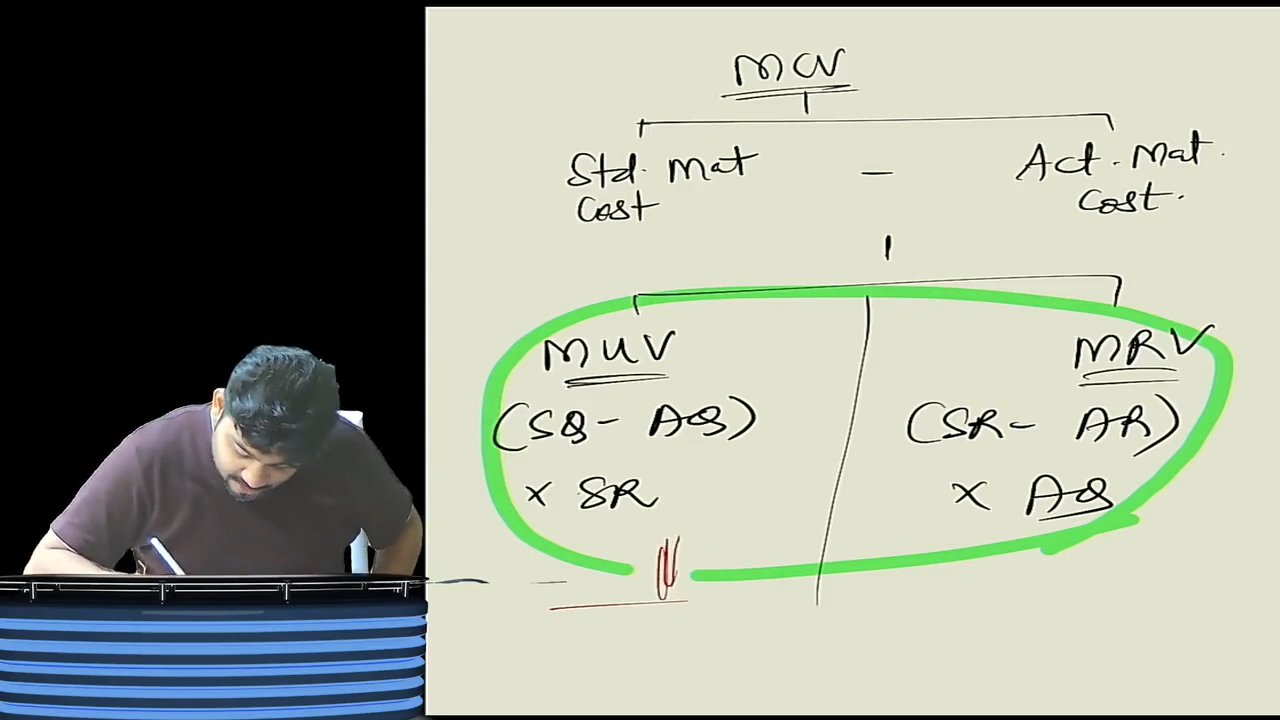 MCV
Std. Mat - Act. Mat.
Cost Cost.
MUV MRV
(SQ - AQ) (SR - AR)
× SR × AQ